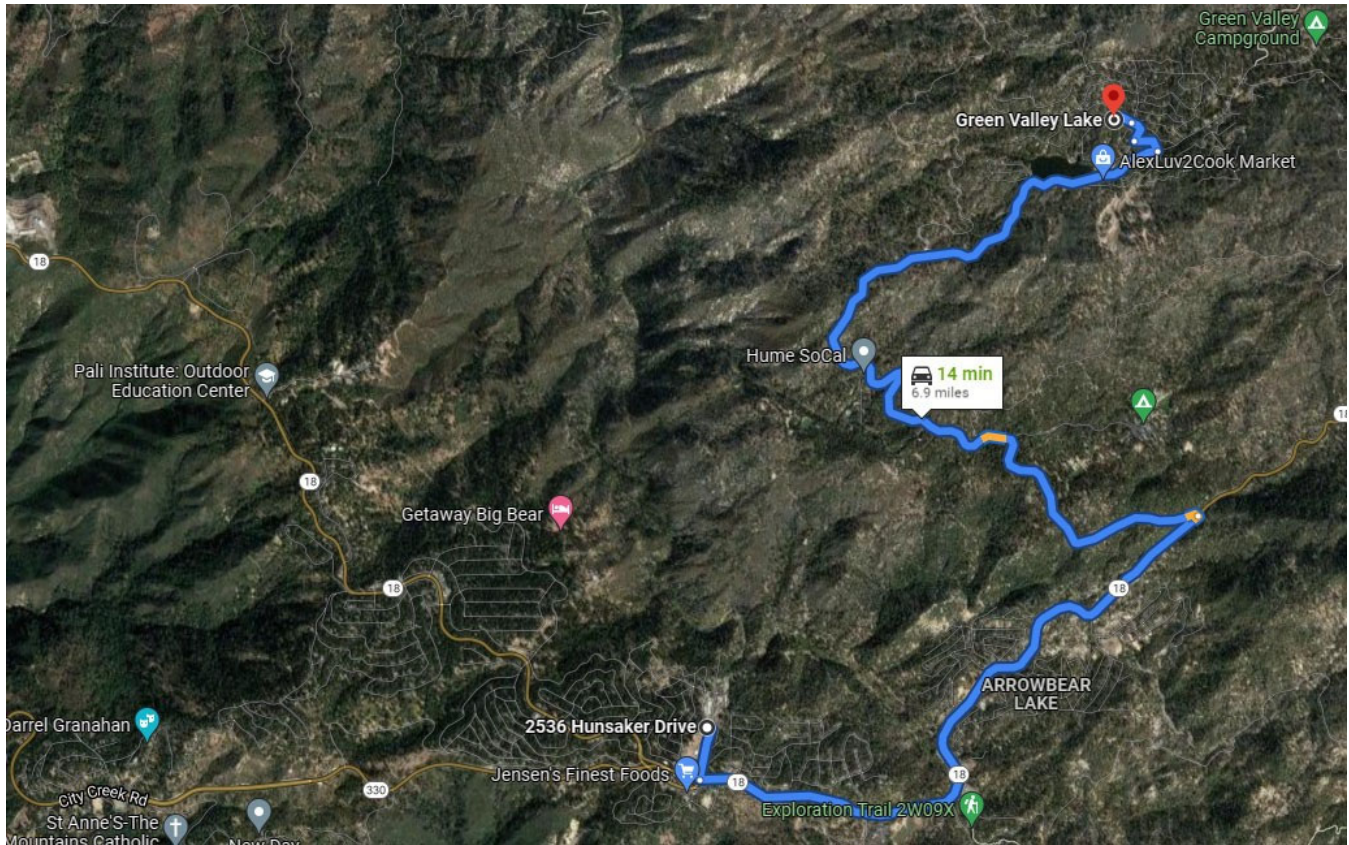 Green Valley
Campground
Green Valley Lake
AlexLuv2Cook Market
18
18
Hume SoCal
14 min
6.9 miles
Pali Institute: Outdoor
Education Center
18
Getaway Big Bear
18
18
ARROWBEAR
LAKE
Darrel Granahan
2536 Hunsaker Drive
Jensen's Finest Foods
18
18
330
City Creek Rd
Exploration Trail 2W09X
St Anne'S-The
Mountains Catholic
New Day